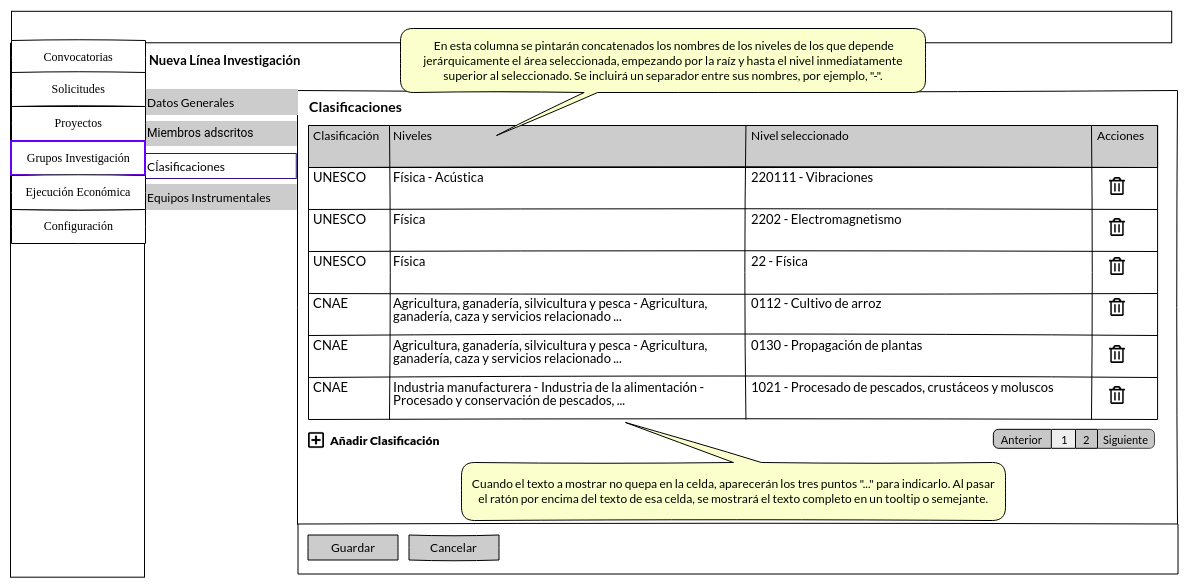 Convocatorias
Solicitudes
Proyectos
Grupos Investigación
Ejecución Económica
Configuración
Nueva Línea Investigación
Datos Generales
Miembros adscritos
Clasificaciones
Equipos Instrumentales
En esta columna se pintarán concatenados los nombres de los niveles de los que depende
jerárquicamente el área seleccionada, empezando por la raíz y hasta el nivel inmediatamente
superior al seleccionado. Se incluirá un separador entre sus nombres, por ejemplo, "-".
Clasificaciones
Clasificación Niveles Nivel seleccionado Acciones
UNESCO Física - Acústica 220111 - Vibraciones
UNESCO Física 2202 - Electromagnetismo
UNESCO Física 22 - Física
CNAE Agricultura, ganadería, silvicultura y pesca - Agricultura, 0112 - Cultivo de arroz
ganadería, caza y servicios relacionado ...
CNAE Agricultura, ganadería, silvicultura y pesca - Agricultura, 0130 - Propagación de plantas
ganadería, caza y servicios relacionado ...
CNAE Industria manufacturera - Industria de la alimentación - 1021 - Procesado de pescados, crustáceos y moluscos
Procesado y conservación de pescados, ...
Añadir Clasificación
Anterior 1 2 Siguiente
Cuando el texto a mostrar no quepa en la celda, aparecerán los tres puntos "..." para indicarlo. Al pasar
el ratón por encima del texto de esa celda, se mostrará el texto completo en un tooltip o semejante.
Guardar Cancelar